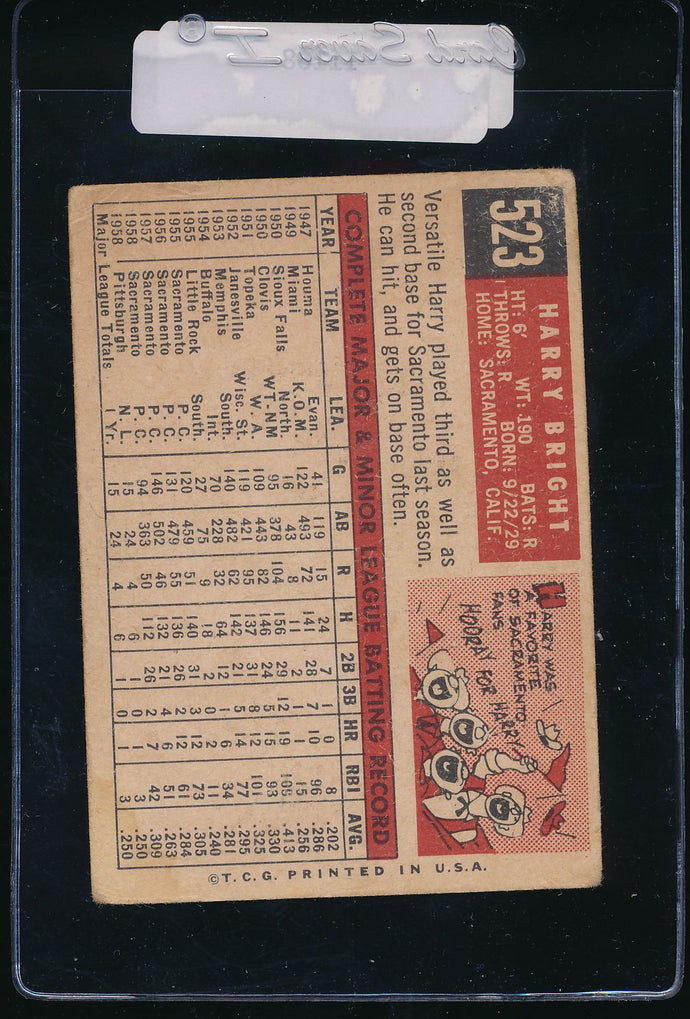 523
HARRY BRIGHT
HT: 6' WT: 190 BATS: R
THROWS: R BORN: 9/22/29
HOME: SACRAMENTO, CALIF.
Versatile Harry played third as well as
second base for Sacramento last season.
He can hit, and gets on base often.
HARRY WAS
A FAVORITE
OF SACRAMENTO
FANS
HOORAY FOR HARRY!
COMPLETE MAJOR & MINOR LEAGUE BATTING RECORD
YEAR TEAM LEA. G AB R H 2B 3B HR RBI AVG.
1947 Houma Evan. 41 119 15 24 7 1 0 8 .202
1949 Miami K.O.M. 122 493 72 141 28 7 10 96 .286
1950 Sioux Falls North. 16 43 8 11 2 1 1 15 .256
1950 Clovis WT-NM 95 378 104 156 29 12 19 106 .413
1951 Topeka W. A. 109 443 82 146 24 2 15 93 .330
1952 Janesville Wisc. St. 119 421 95 137 31 8 12 101 .325
1953 Memphis South. 140 482 62 142 21 5 14 77 .295
1954 Buffalo Int. 70 228 32 64 12 1 6 34 .281
1955 Little Rock South. 27 75 9 18 1 2 11 .240
1955 Sacramento P. C. 120 459 55 140 31 3 12 73 .305
1956 Sacramento P. C. 131 479 51 136 26 2 12 61 .284
1957 Sacramento P. C. 146 502 46 132 21 4 6 51 .263
1958 Sacramento P. C. 94 363 50 112 26 2 7 42 .309
1958 Pittsburgh N. L. 15 24 4 6 1 0 1 3 .250
Major League Totals 1 Yr. 15 24 4 6 1 0 1 3 .250
©T.C.G. PRINTED IN U.S.A.
Card Saver I